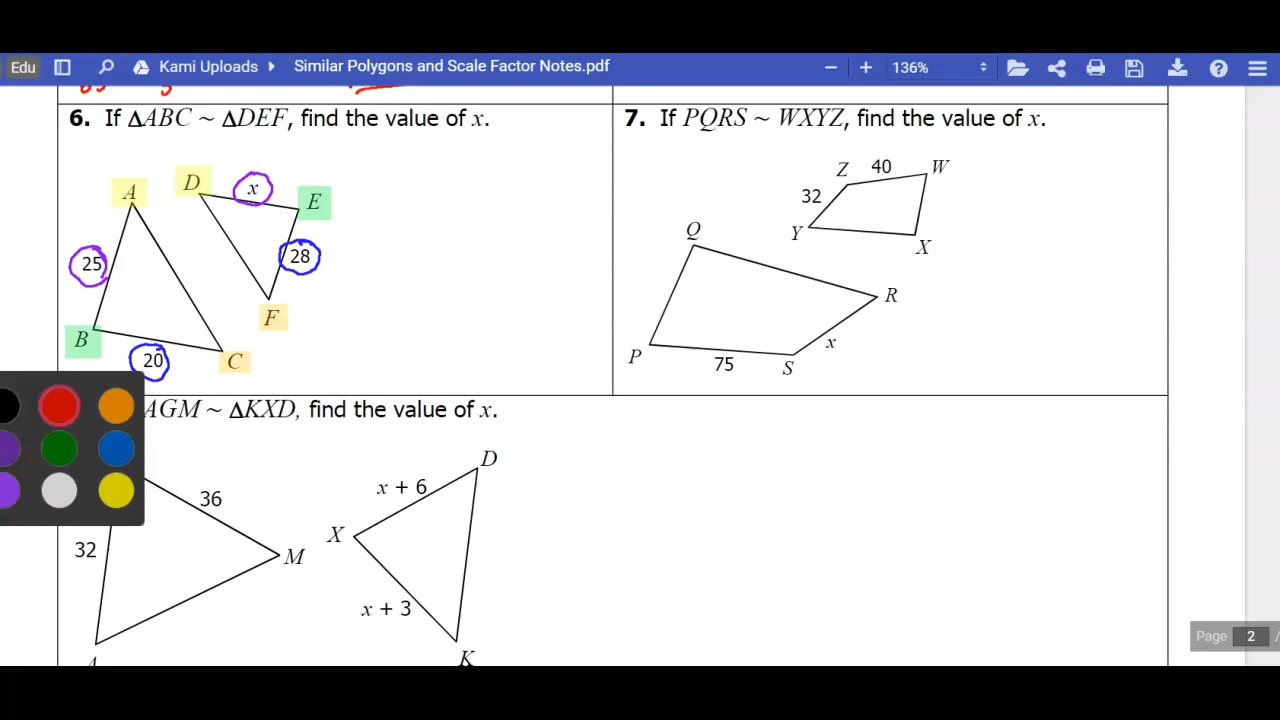 Edu
Kami Uploads
Similar Polygons and Scale Factor Notes.pdf
136%
6. If ΔABC ~ ΔDEF, find the value of x.
A
D
x
E
25
28
F
B
20
C
7. If PQRS ~ WXYZ, find the value of x.
Z
40
W
32
Y
X
Q
R
x
P
75
S
AGM ~ ΔKXD, find the value of x.
D
x + 6
36
X
32
M
x + 3
K
Page 2 /